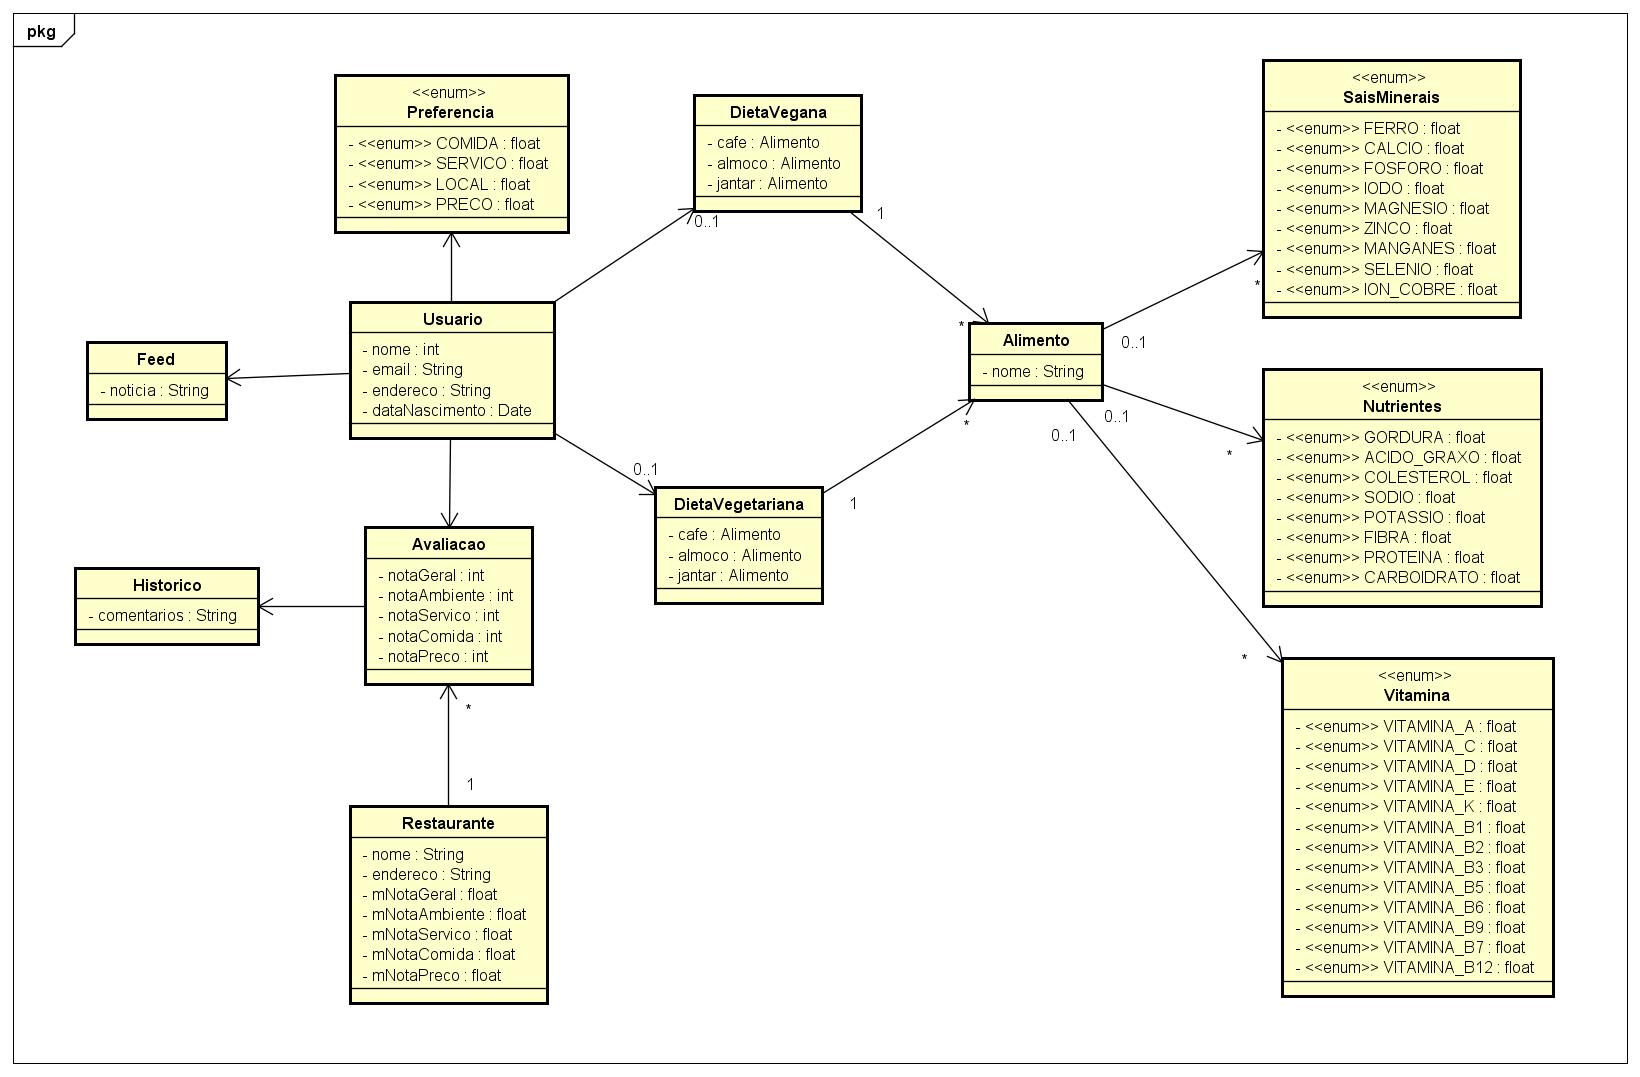 pkg
<<enum>>
Preferencia
- <<enum>> COMIDA : float
- <<enum>> SERVICO : float
- <<enum>> LOCAL : float
- <<enum>> PRECO : float
DietaVegana
- cafe : Alimento
- almoco : Alimento
- jantar : Alimento
0..1
1
<<enum>>
SaisMinerais
- <<enum>> FERRO : float
- <<enum>> CALCIO : float
- <<enum>> FOSFORO : float
- <<enum>> IODO : float
- <<enum>> MAGNESIO : float
- <<enum>> ZINCO : float
- <<enum>> MANGANES : float
- <<enum>> SELENIO : float
- <<enum>> ION_COBRE : float
*
Feed
- noticia : String
Usuario
- nome : int
- email : String
- endereco : String
- dataNascimento : Date
*
Alimento
- nome : String
0..1
0..1
0..1
*
<<enum>>
Nutrientes
- <<enum>> GORDURA : float
- <<enum>> ACIDO_GRAXO : float
- <<enum>> COLESTEROL : float
- <<enum>> SODIO : float
- <<enum>> POTASSIO : float
- <<enum>> FIBRA : float
- <<enum>> PROTEINA : float
- <<enum>> CARBOIDRATO : float
*
0..1
DietaVegetariana
- cafe : Alimento
- almoco : Alimento
- jantar : Alimento
1
Historico
- comentarios : String
Avaliacao
- notaGeral : int
- notaAmbiente : int
- notaServico : int
- notaComida : int
- notaPreco : int
*
1
Restaurante
- nome : String
- endereco : String
- mNotaGeral : float
- mNotaAmbiente : float
- mNotaServico : float
- mNotaComida : float
- mNotaPreco : float
*
<<enum>>
Vitamina
- <<enum>> VITAMINA_A : float
- <<enum>> VITAMINA_C : float
- <<enum>> VITAMINA_D : float
- <<enum>> VITAMINA_E : float
- <<enum>> VITAMINA_K : float
- <<enum>> VITAMINA_B1 : float
- <<enum>> VITAMINA_B2 : float
- <<enum>> VITAMINA_B3 : float
- <<enum>> VITAMINA_B5 : float
- <<enum>> VITAMINA_B6 : float
- <<enum>> VITAMINA_B9 : float
- <<enum>> VITAMINA_B7 : float
- <<enum>> VITAMINA_B12 : float